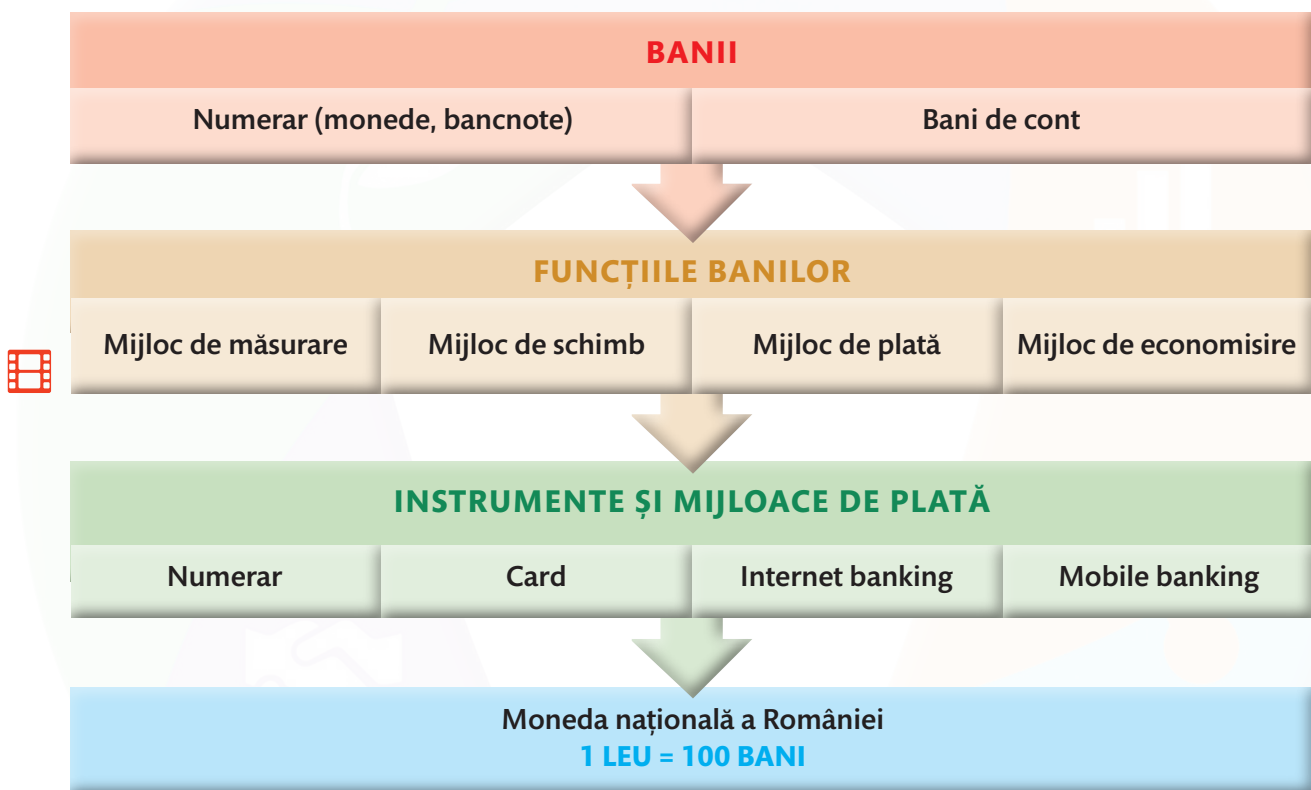 BANII
Numerar (monede, bancnote)
Bani de cont
FUNCȚIILE BANILOR
Mijloc de măsurare
Mijloc de schimb
Mijloc de plată
Mijloc de economisire
INSTRUMENTE ȘI MIJLOACE DE PLATĂ
Numerar
Card
Internet banking
Mobile banking
Moneda națională a României
1 LEU = 100 BANI